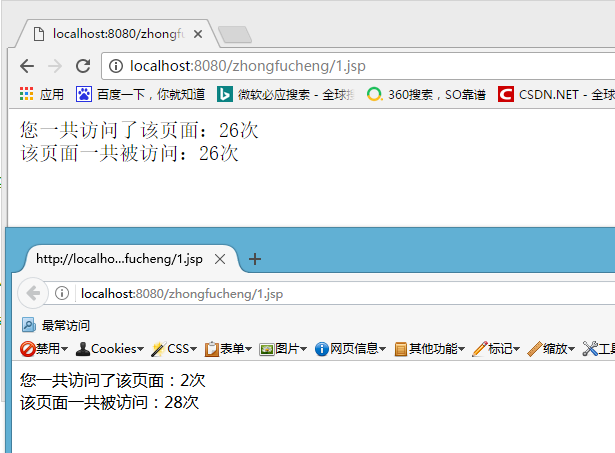 localhost:8080/zhongfu
localhost:8080/zhongfucheng/1.jsp
应用 百度一下，你就知道 微软必应搜索 - 全球 360搜索，SO靠谱 CSDN.NET - 全球
您一共访问了该页面：26次
该页面一共被访问：26次
http://localho...fucheng/1.jsp
localhost:8080/zhongfucheng/1.jsp
最常访问
禁用 Cookies CSS 表单 图片 网页信息 其他功能 标记 缩放 工具
您一共访问了该页面：2次
该页面一共被访问：28次